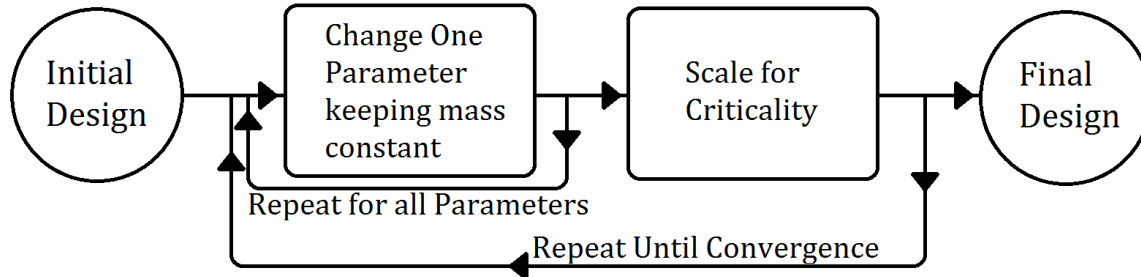 Initial
Design
Change One
Parameter
keeping mass
constant
Scale for
Criticality
Final
Design
Repeat for all Parameters
Repeat Until Convergence